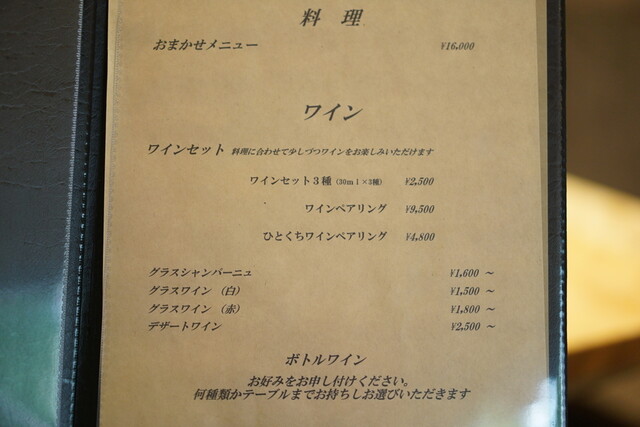 料理
おまかせメニュー ¥16,000
ワイン
ワインセット 料理に合わせて少しづつワインをお楽しみいただけます
ワインセット3種(30ml×3種) ¥2,500
ワインペアリング ¥9,500
ひとくちワインペアリング ¥4,800
グラスシャンパーニュ ¥1,600 ～
グラスワイン (白) ¥1,500 ～
グラスワイン (赤) ¥1,800 ～
デザートワイン ¥2,500 ～
ボトルワイン
お好みをお申し付けください。
何種類かテーブルまでお持ちしお選びいただきます